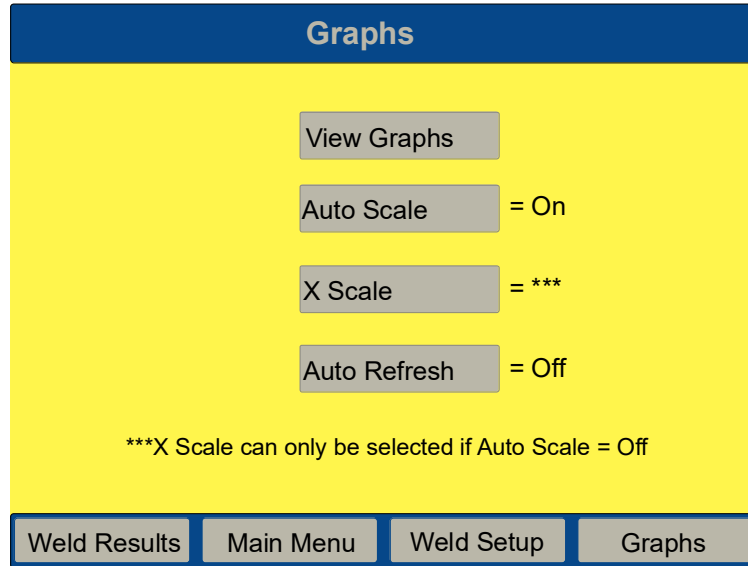 Graphs
View Graphs
Auto Scale = On
X Scale = ***
Auto Refresh = Off
***X Scale can only be selected if Auto Scale = Off
Weld Results Main Menu Weld Setup Graphs